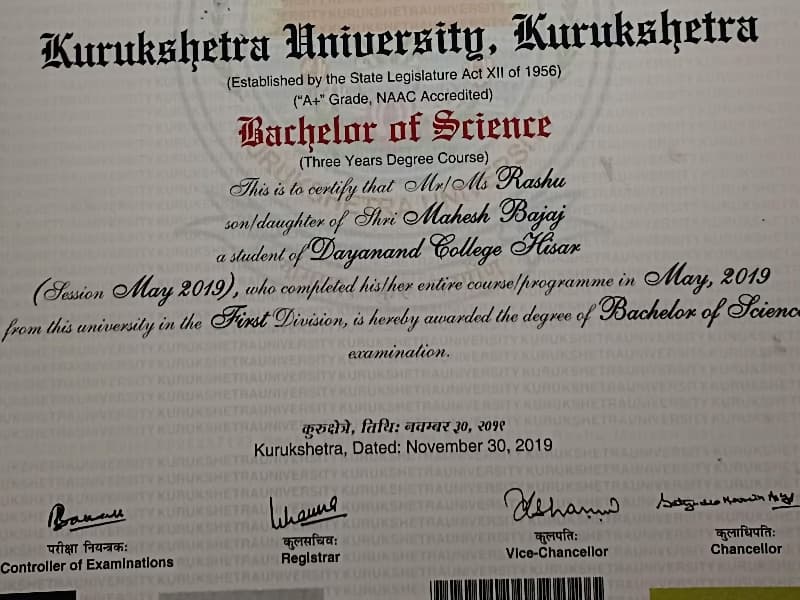 Kurukshetra University, Kurukshetra
(Established by the State Legislature Act XII of 1956)
("A+" Grade, NAAC Accredited)
Bachelor of Science
(Three Years Degree Course)
This is to certify that Mr/Ms Rashu
son/daughter of Shri Mahesh Bajaj
a student of Dayanand College Hisar
(Session May 2019), who completed his/her entire course/programme in May, 2019
from this university in the First Division, is hereby awarded the degree of Bachelor of Scienc
examination.
कुरुक्षेत्रे, तिथि: नवम्बर ३०, २०१९
Kurukshetra, Dated: November 30, 2019
परीक्षा नियन्त्रक: कुलसचिव: कुलपति: कुलाधिपति:
Controller of Examinations Registrar Vice-Chancellor Chancellor